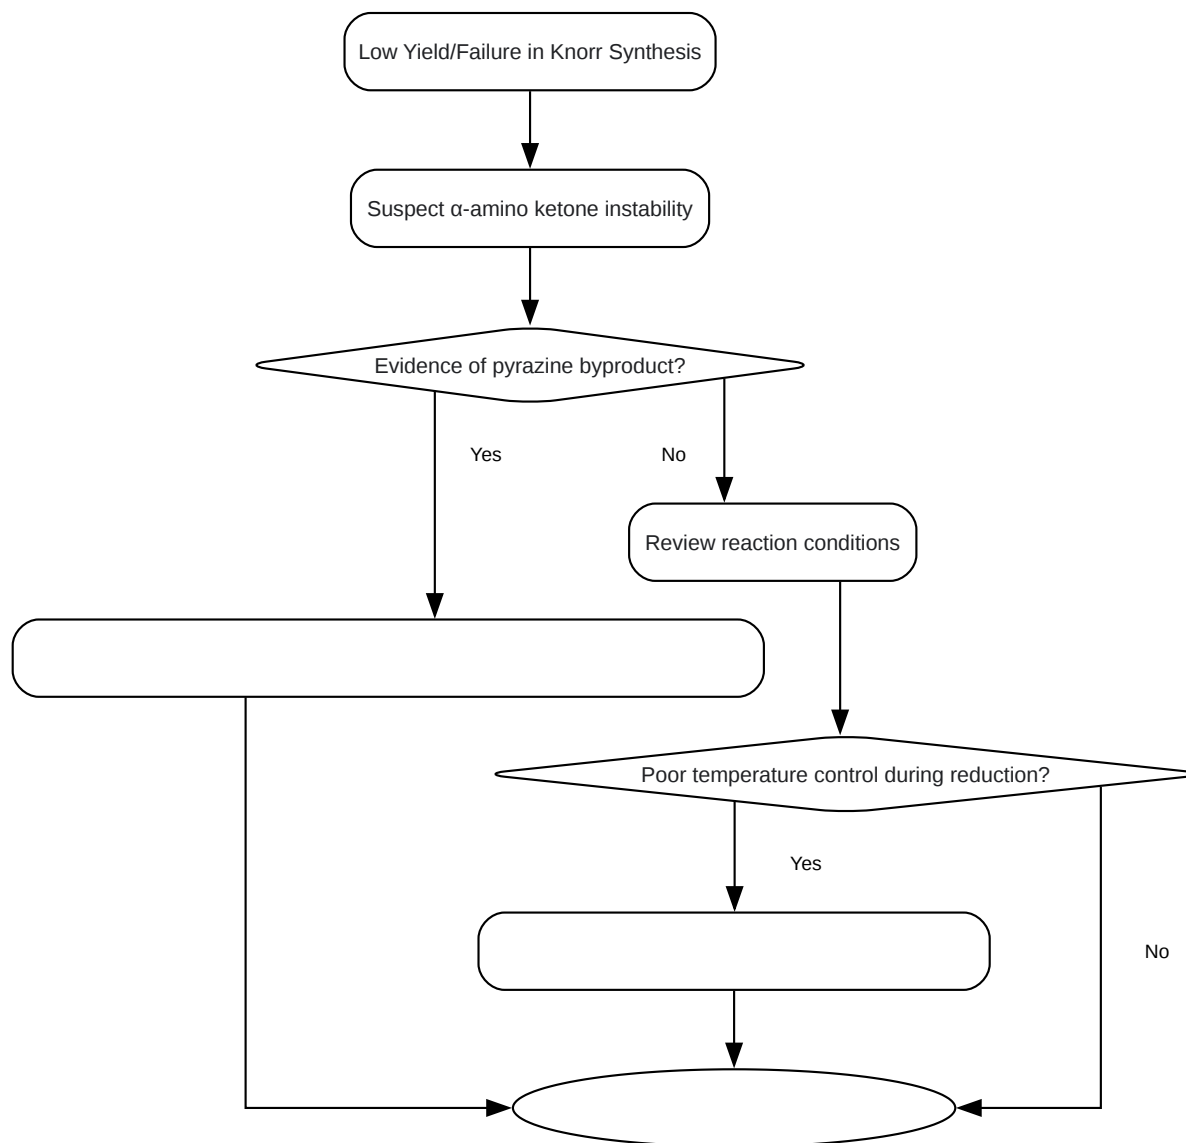 Low Yield/Failure in Knorr Synthesis
Suspect α-amino ketone instability
Evidence of pyrazine byproduct?
Yes
No
Review reaction conditions
Poor temperature control during reduction?
Yes
No